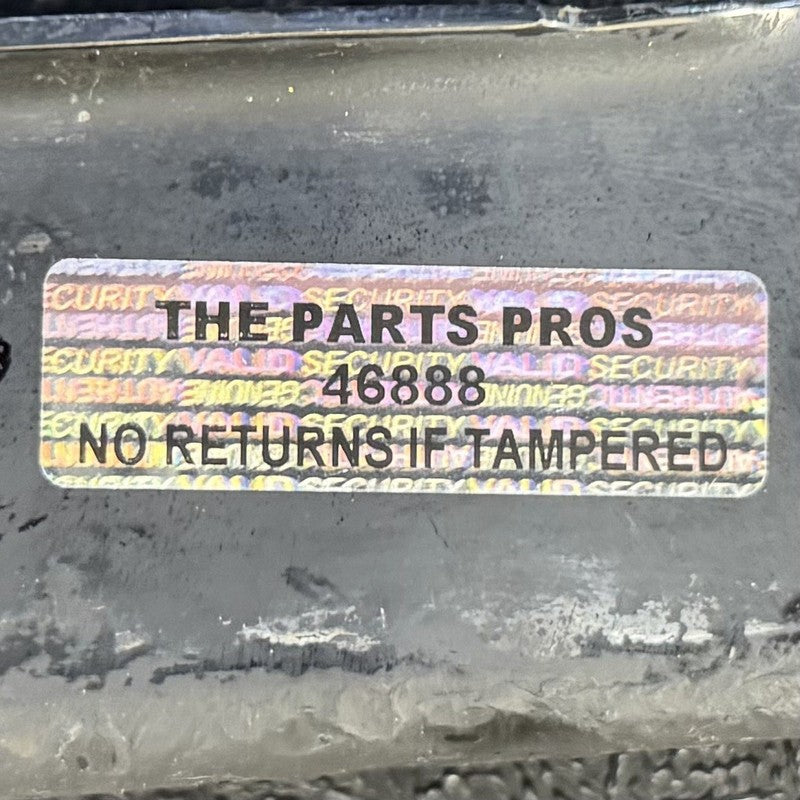 THE PARTS PROS
46888
NO RETURNS IF TAMPERED